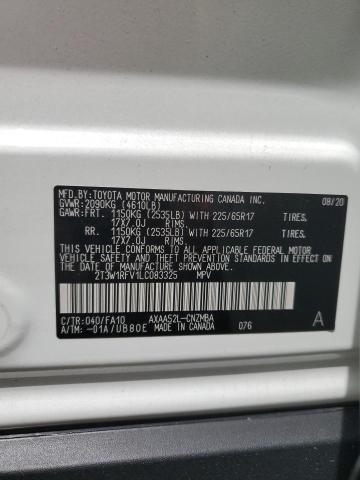 MFD.BY:TOYOTA MOTOR MANUFACTURING CANADA INC. 08/20
GVWR: 2090KG (4610LB)
GAWR:FRT. 1150KG (2535LB) WITH 225/65R17 TIRES.
17X7.0J RIMS.
RR. 1150KG (2535LB) WITH 225/65R17 TIRES.
17X7.0J RIMS.
THIS VEHICLE CONFORMS TO ALL APPLICABLE FEDERAL MOTOR
VEHICLE SAFETY AND BUMPER STANDARDS IN EFFECT ON THE
DATE OF MANUFACTURE SHOWN ABOVE.
2T3W1RFV1LC083325 MPV
C/TR:040/FA10 AXAA52L-CNZMBA A
A/TM: -01A/UB80E MADE IN CANADA 076